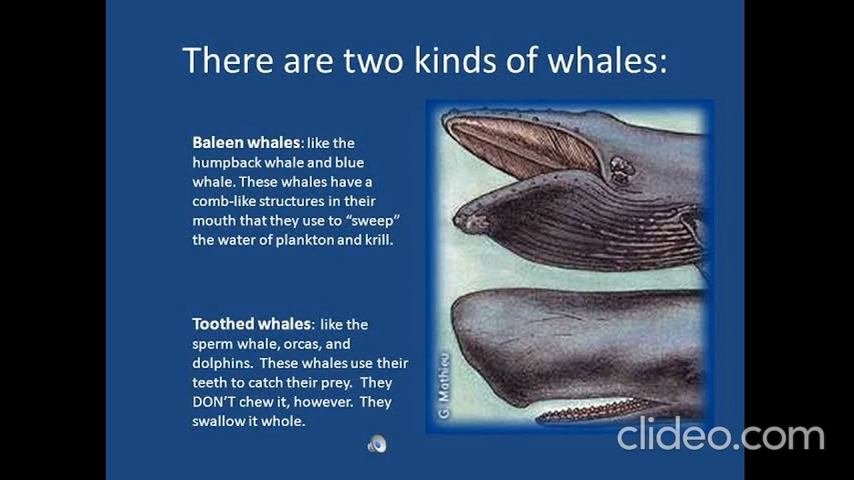 There are two kinds of whales:
Baleen whales: like the
humpback whale and blue
whale. These whales have a
comb-like structures in their
mouth that they use to “sweep”
the water of plankton and krill.
Toothed whales:  like the
sperm whale, orcas, and
dolphins.  These whales use their
teeth to catch their prey.  They
DON’T chew it, however.  They
swallow it whole.
G. Mathieu
clideo.com